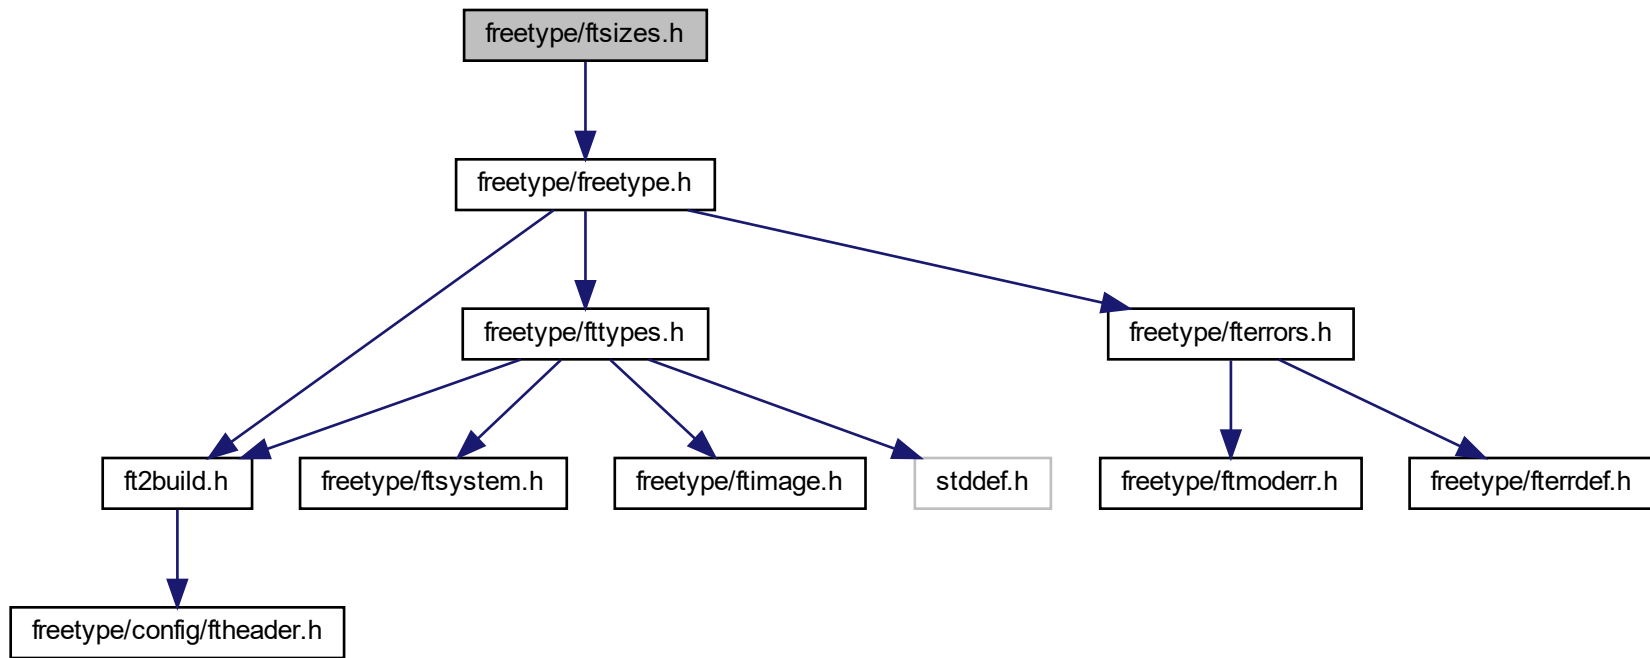 freetype/ftsizes.h
freetype/freetype.h
freetype/fttypes.h
freetype/fterrors.h
ft2build.h
freetype/ftsystem.h
freetype/ftimage.h
stddef.h
freetype/ftmoderr.h
freetype/fterrdef.h
freetype/config/ftheader.h